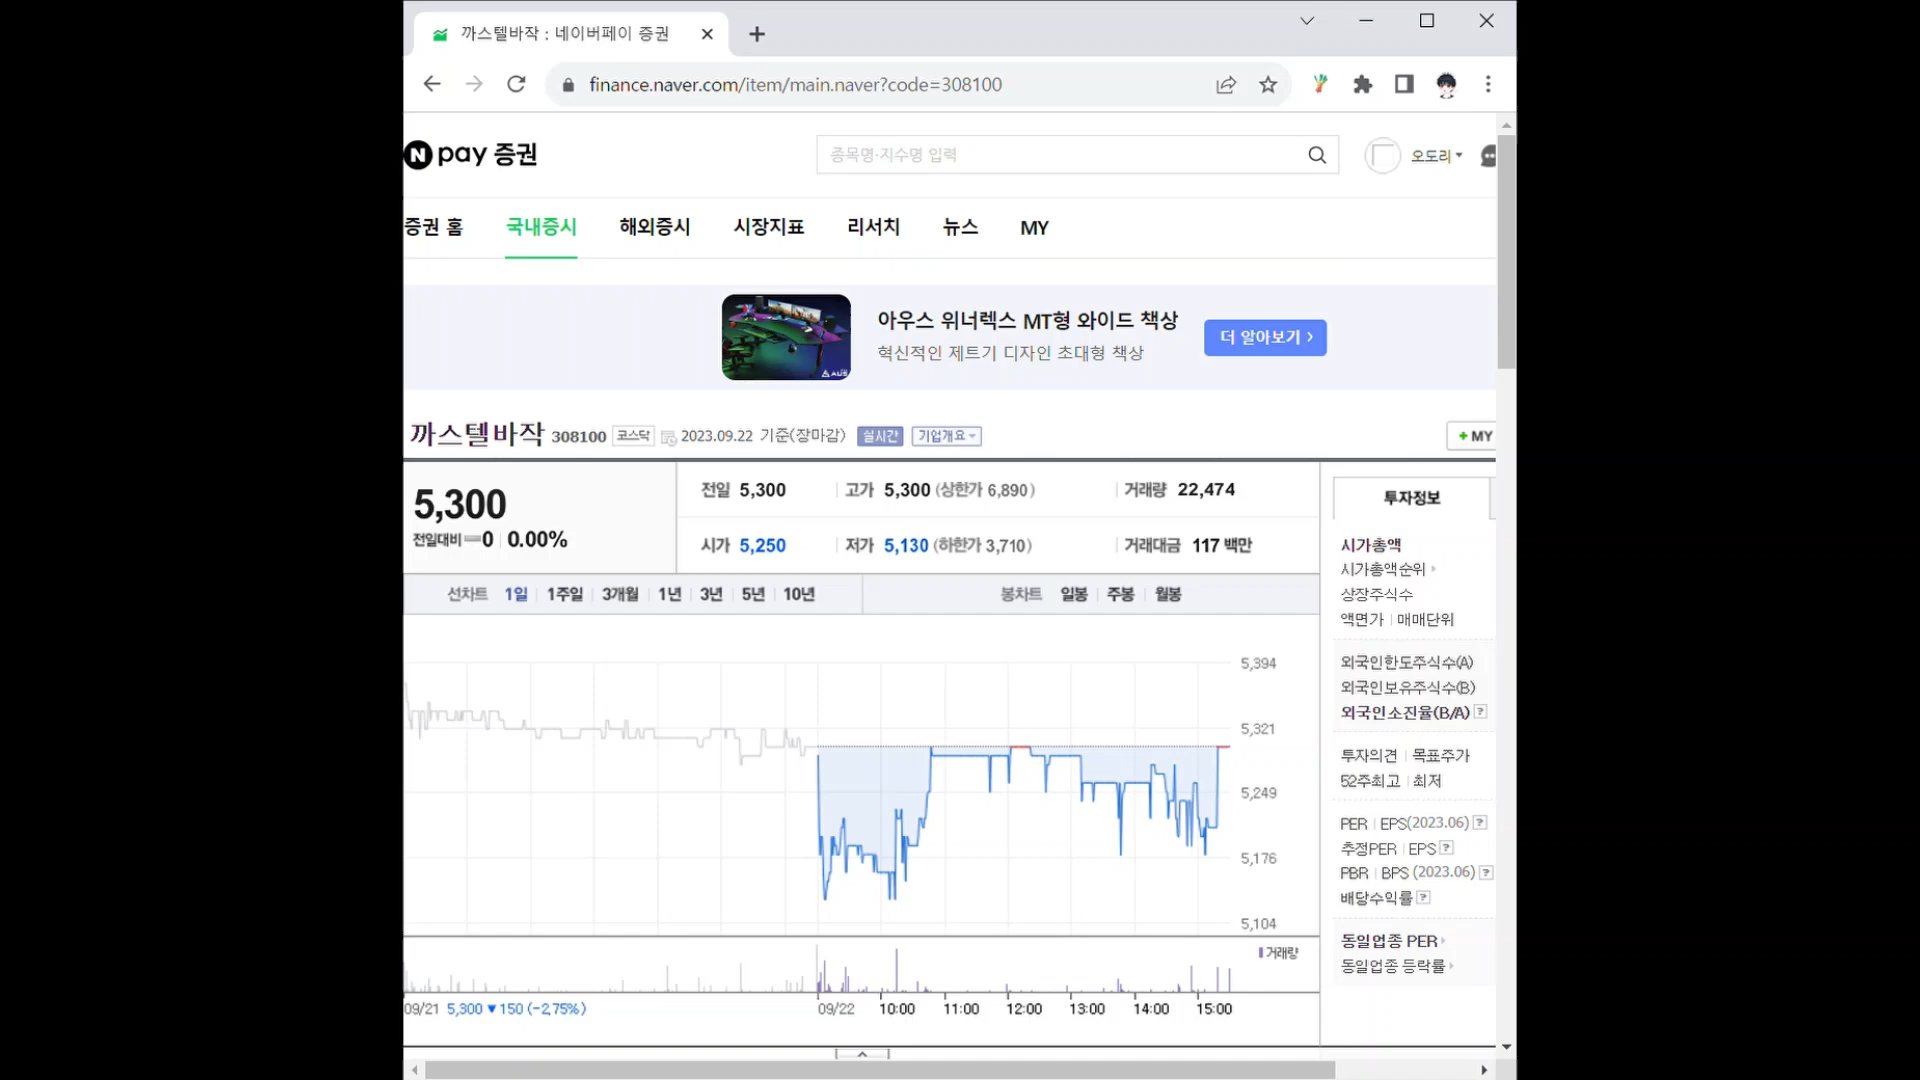 까스텔바작 : 네이버페이 증권
finance.naver.com/item/main.naver?code=308100
N pay 증권
종목명·지수명 입력
오도리
증권 홈 국내증시 해외증시 시장지표 리서치 뉴스 MY
아우스 위너렉스 MT형 와이드 책상
혁신적인 제트기 디자인 초대형 책상
더 알아보기 >
까스텔바작 308100 코스닥 2023.09.22 기준(장마감) 실시간 기업개요
+ MY
5,300
전일대비 0 0.00%
전일 5,300 고가 5,300 (상한가 6,890) 거래량 22,474
시가 5,250 저가 5,130 (하한가 3,710) 거래대금 117 백만
선차트 1일 1주일 3개월 1년 3년 5년 10년 봉차트 일봉 주봉 월봉
5,394
5,321
5,249
5,176
5,104
거래량
09/21 5,300 ▼150 (-2,75%)
09/22 10:00 11:00 12:00 13:00 14:00 15:00
투자정보
시가총액
시가총액순위
상장주식수
액면가 매매단위
외국인한도주식수(A)
외국인보유주식수(B)
외국인소진율(B/A) ?
투자의견 목표주가
52주최고 최저
PER EPS(2023.06) ?
추정PER EPS ?
PBR BPS (2023.06) ?
배당수익률 ?
동일업종 PER
동일업종 등락률